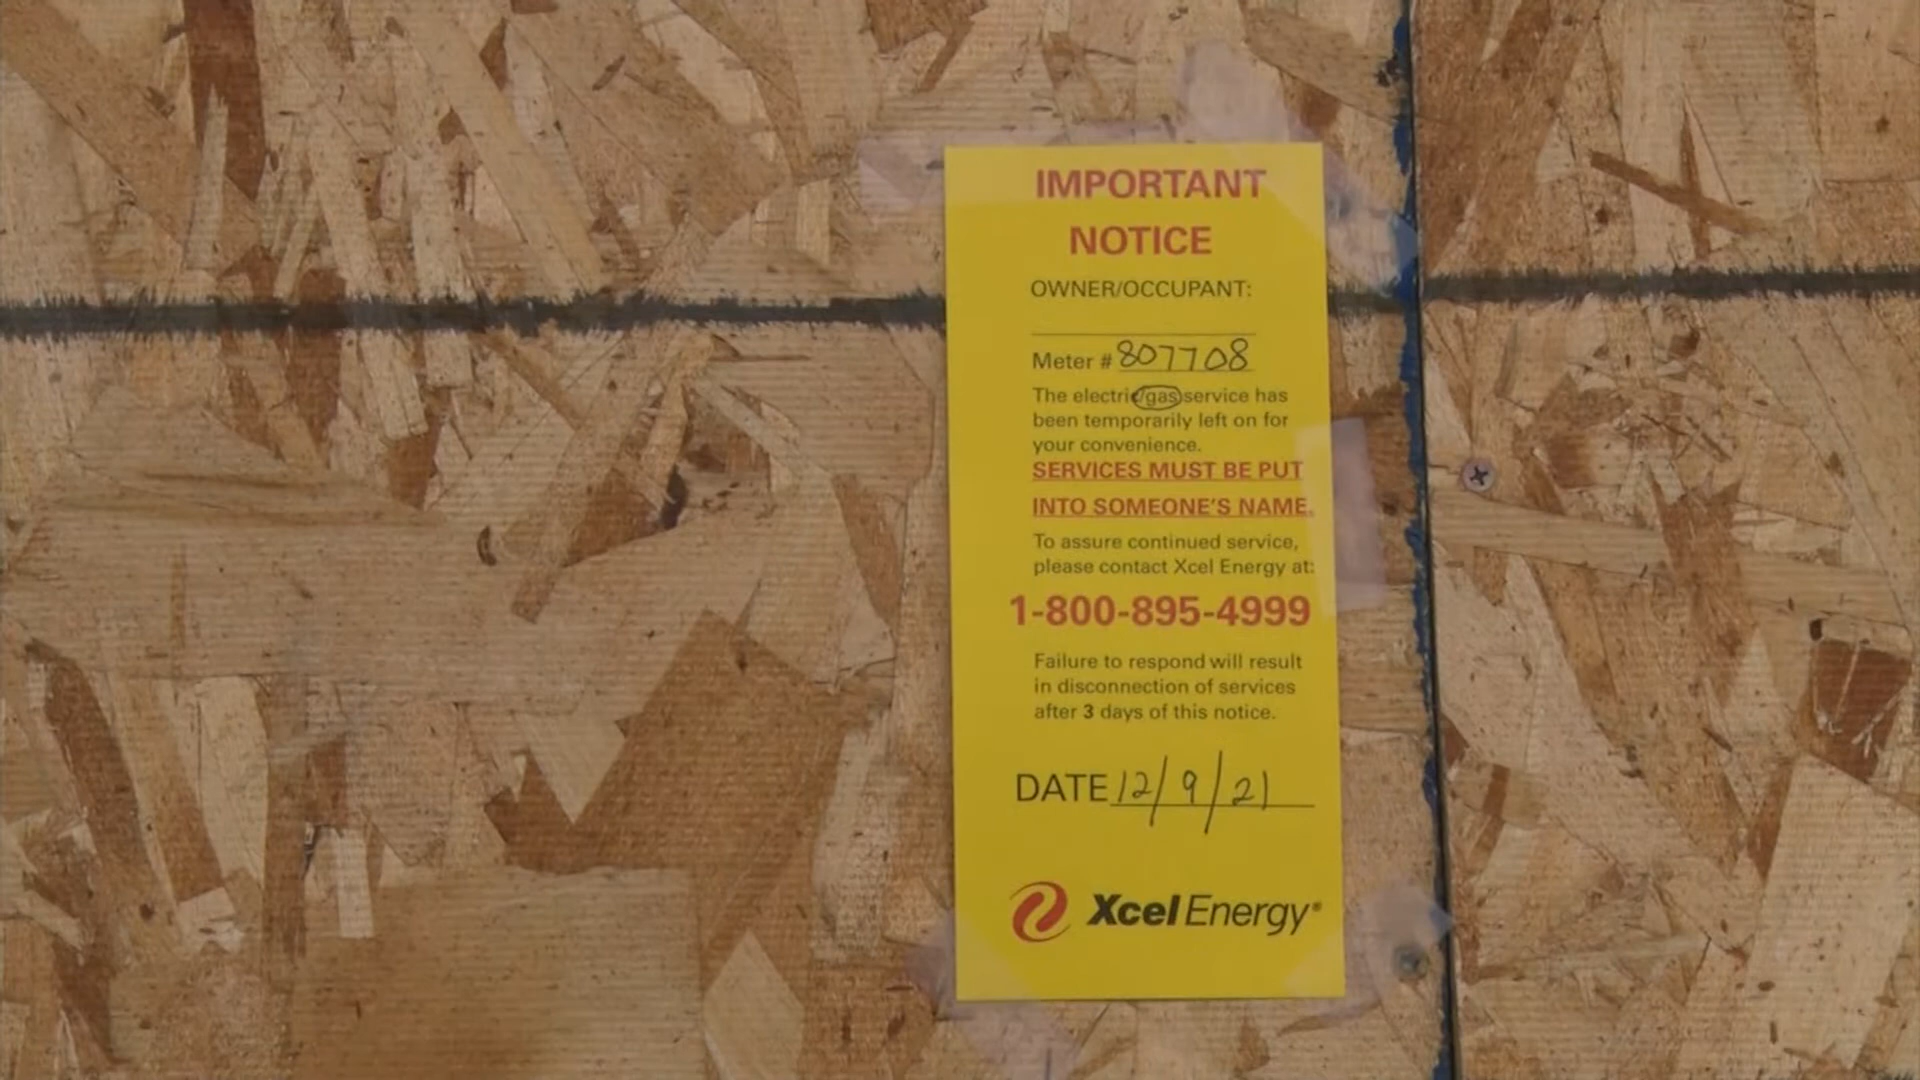 IMPORTANT
NOTICE
OWNER/OCCUPANT:
Meter # 807708
The electric/gas service has
been temporarily left on for
your convenience.
SERVICES MUST BE PUT
INTO SOMEONE'S NAME.
To assure continued service,
please contact Xcel Energy at:
1-800-895-4999
Failure to respond will result
in disconnection of services
after 3 days of this notice.
DATE 12/9/21
Xcel Energy®